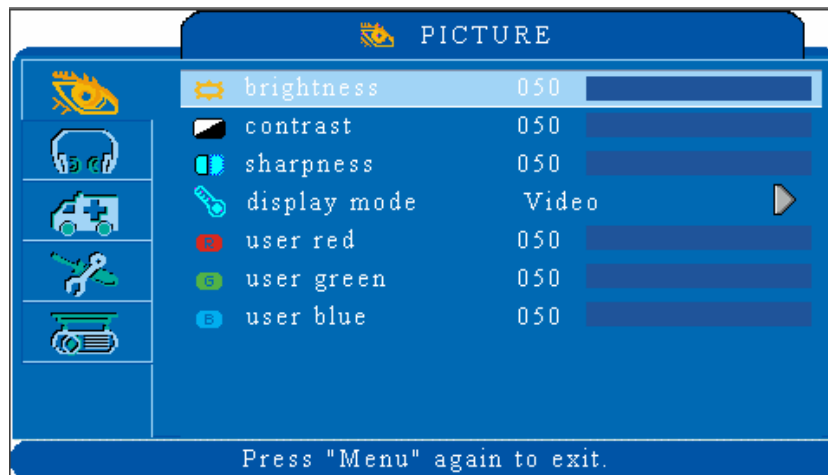 PICTURE
brightness 050
contrast 050
sharpness 050
display mode Video
R user red 050
G user green 050
B user blue 050
Press "Menu" again to exit.